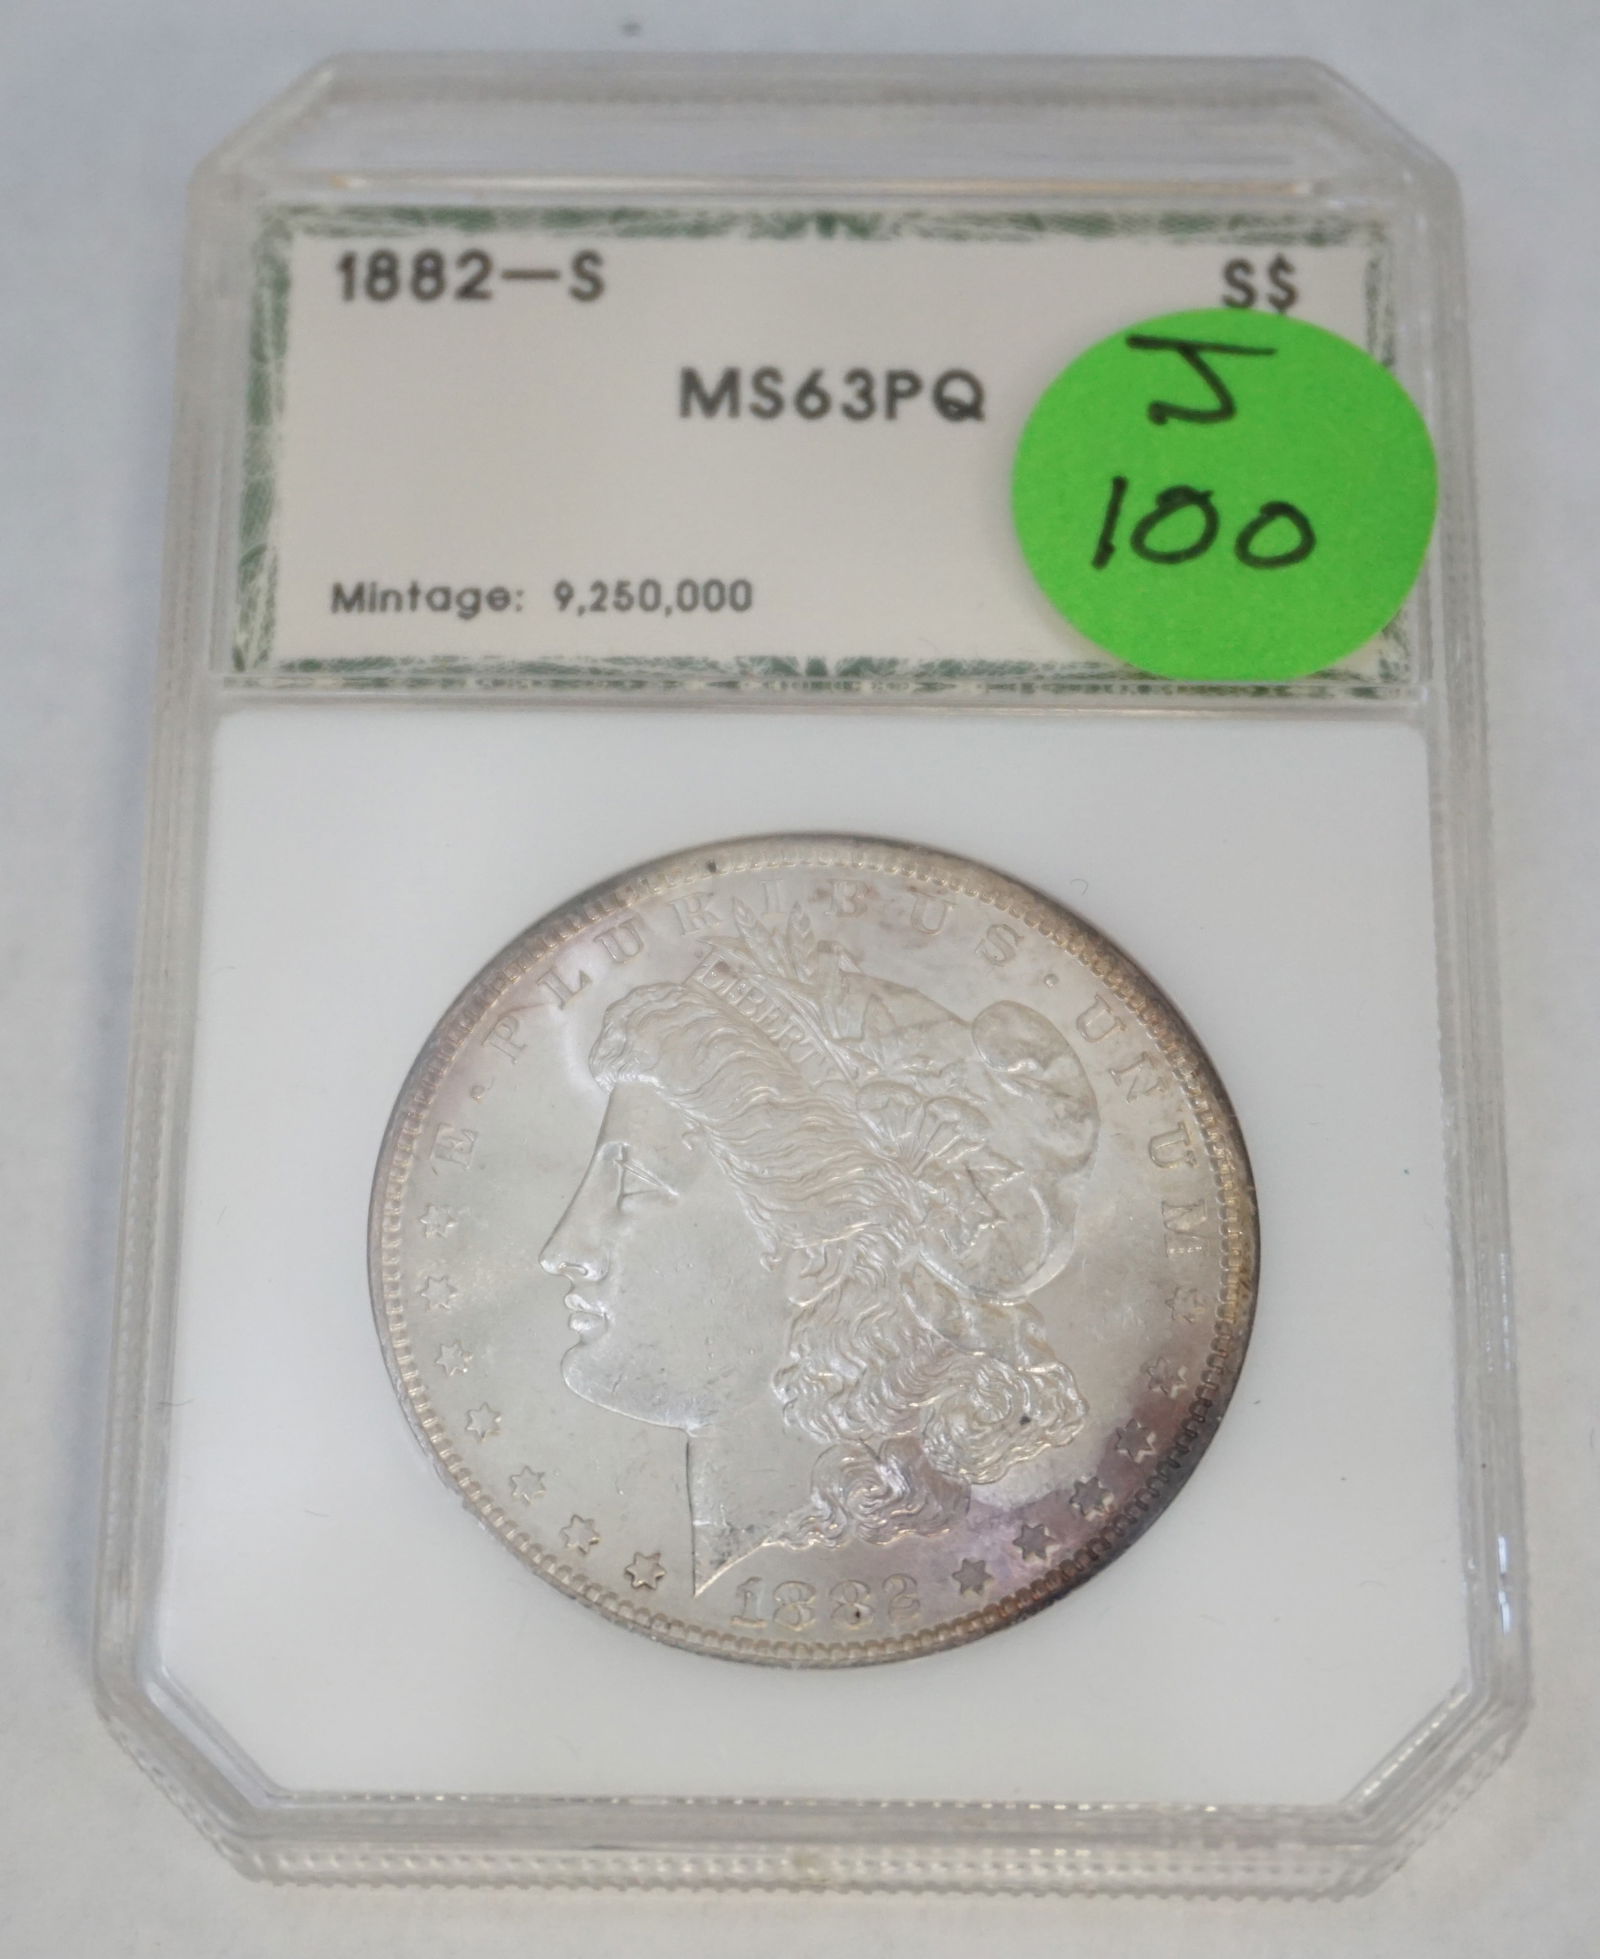 1882-S S$
MS63PQ
J
100
Mintage: 9,250,000
E · PLURIBUS · UNUM
LIBERTY
1882